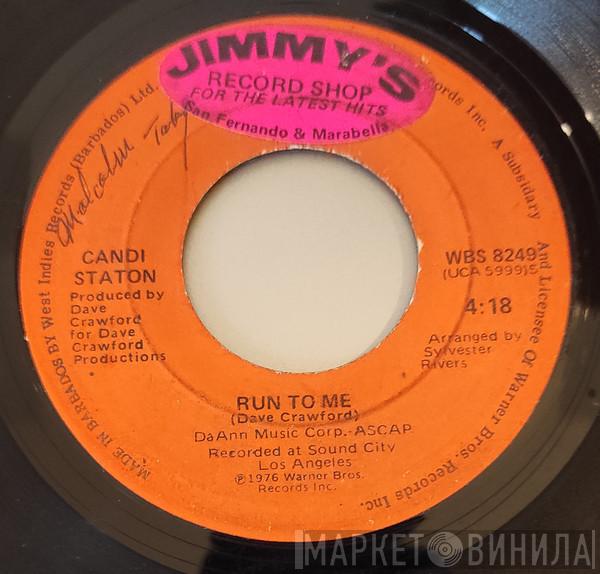 JIMMY'S
RECORD SHOP
FOR THE LATEST HITS
San Fernando & Marabella
Malcolm
MADE IN BARBADOS By West Indies Records (Barbados) Ltd.
ords Inc. A Subsidary And Licensee Of Warner Bros. Records Inc.
CANDI
STATON
Produced by
Dave
Crawford
for Dave
Crawford
Productions
WBS 8249
(UCA 5999)S
4:18
Arranged by
Sylvester
Rivers
RUN TO ME
(Dave Crawford)
DaAnn Music Corp.-ASCAP
Recorded at Sound City
Los Angeles
℗1976 Warner Bros.
Records Inc.
МАРКЕТ ВИНИЛА